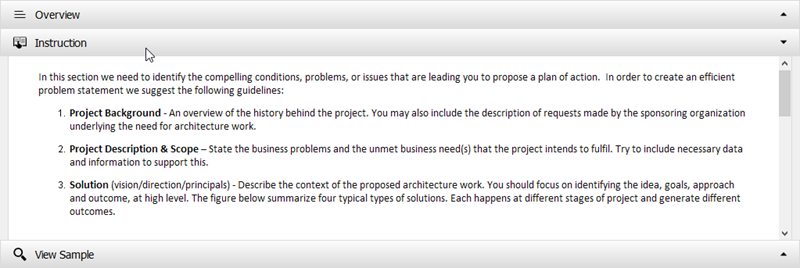 Overview
Instruction
In this section we need to identify the compelling conditions, problems, or issues that are leading you to propose a plan of action.  In order to create an efficient
problem statement we suggest the following guidelines:
1. Project Background - An overview of the history behind the project. You may also include the description of requests made by the sponsoring organization
underlying the need for architecture work.
2. Project Description & Scope – State the business problems and the unmet business need(s) that the project intends to fulfil. Try to include necessary data
and information to support this.
3. Solution (vision/direction/principals) - Describe the context of the proposed architecture work. You should focus on identifying the idea, goals, approach
and outcome, at high level. The figure below summarize four typical types of solutions. Each happens at different stages of project and generate different
outcomes.
View Sample